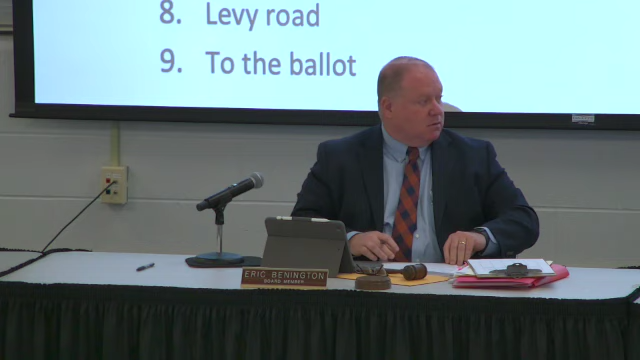 8. Levy road
9. To the ballot
ERIC BENINGTON
BOARD MEMBER